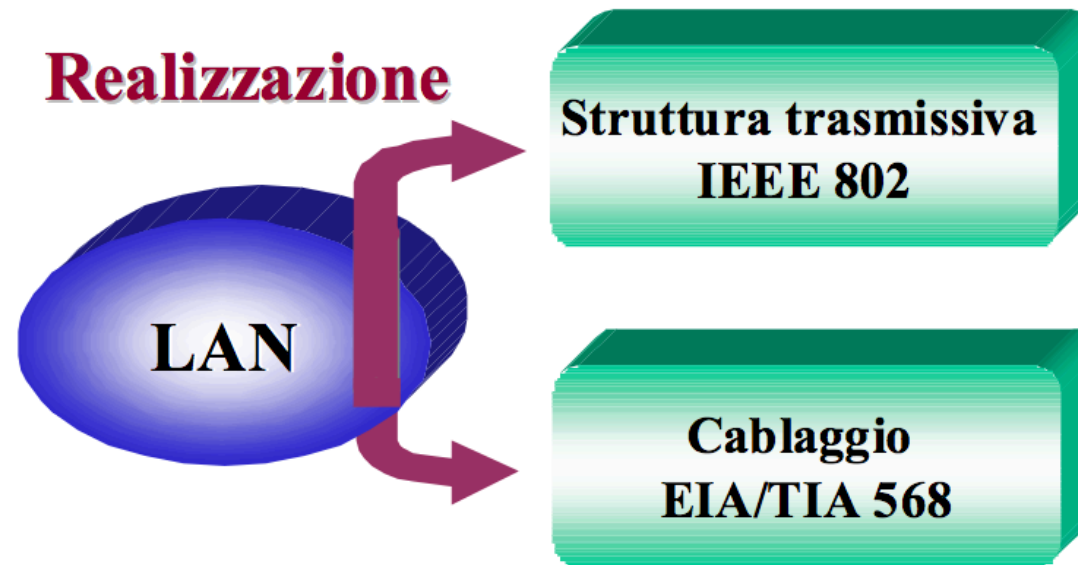 Realizzazione
Struttura trasmissiva
IEEE 802
LAN
Cablaggio
EIA/TIA 568